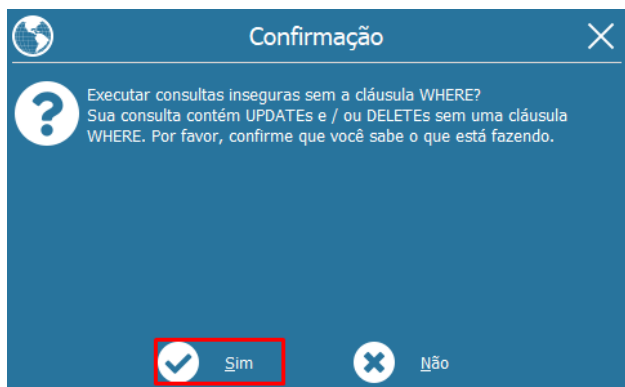 Confirmação
Executar consultas inseguras sem a cláusula WHERE?
Sua consulta contém UPDATEs e / ou DELETEs sem uma cláusula
WHERE. Por favor, confirme que você sabe o que está fazendo.
Sim
Não